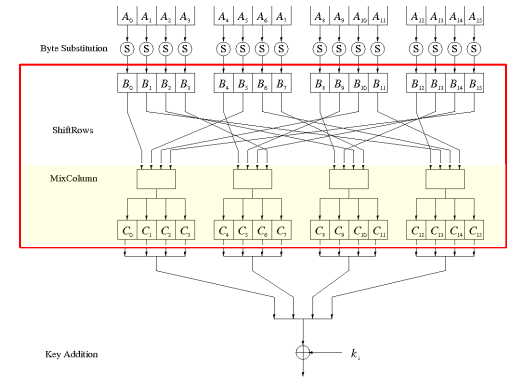 A₀ A₁ A₂ A₃ A₄ A₅ A₆ A₇ A₈ A₉ A₁₀ A₁₁ A₁₂ A₁₃ A₁₄ A₁₅
Byte Substitution S S S S S S S S S S S S S S S S
B₀ B₁ B₂ B₃ B₄ B₅ B₆ B₇ B₈ B₉ B₁₀ B₁₁ B₁₂ B₁₃ B₁₄ B₁₅
ShiftRows
MixColumn
C₀ C₁ C₂ C₃ C₄ C₅ C₆ C₇ C₈ C₉ C₁₀ C₁₁ C₁₂ C₁₃ C₁₄ C₁₅
Key Addition kᵢ